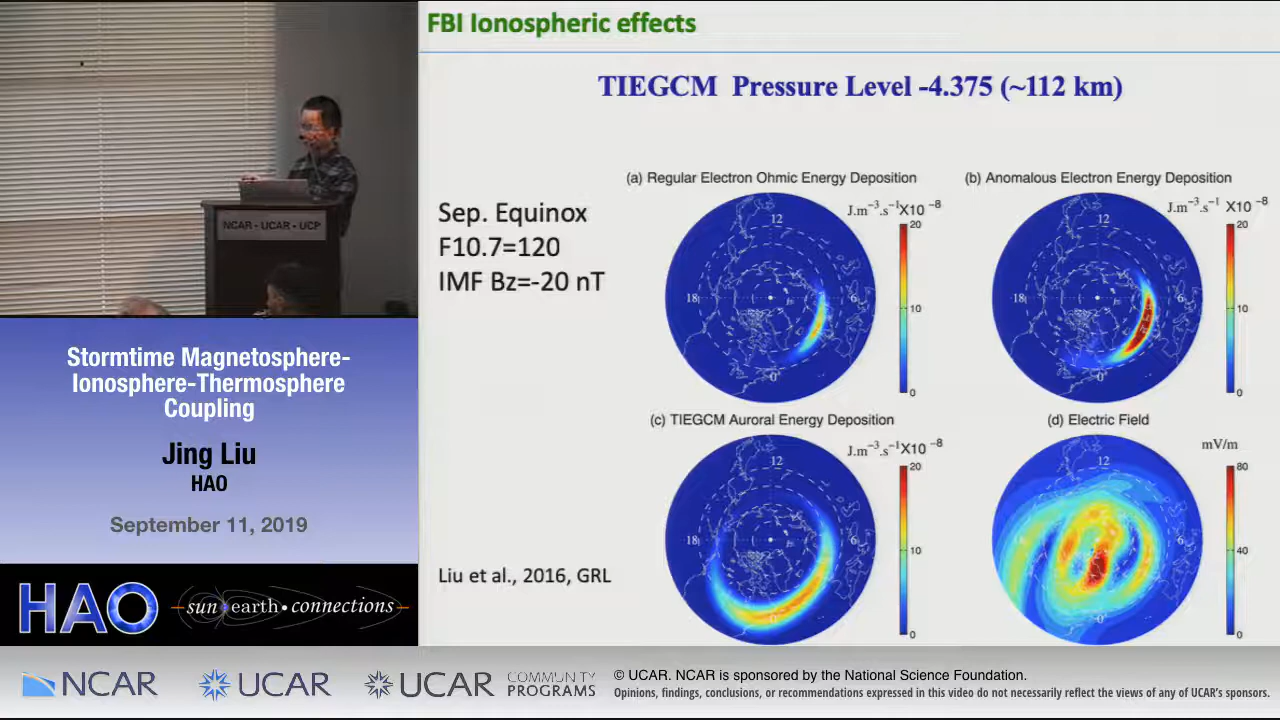 FBI Ionospheric effects
TIEGCM Pressure Level -4.375 (~112 km)
Sep. Equinox
F10.7=120
IMF Bz=-20 nT
(a) Regular Electron Ohmic Energy Deposition
J.m⁻³.s⁻¹X10 ⁻⁸
12
18
6
0
20
10
0
(b) Anomalous Electron Energy Deposition
J.m⁻³.s⁻¹ X10 ⁻⁸
12
18
6
0
20
10
0
(c) TIEGCM Auroral Energy Deposition
J.m⁻³.s⁻¹X10 ⁻⁸
12
18
6
0
20
10
0
(d) Electric Field
mV/m
12
18
6
0
80
40
0
Liu et al., 2016, GRL
NCAR - UCAR - UCP
Stormtime Magnetosphere-
Ionosphere-Thermosphere
Coupling
Jing Liu
HAO
September 11, 2019
HAO
sun earth • connections
NCAR
UCAR
UCAR
COMMUNITY
PROGRAMS
© UCAR. NCAR is sponsored by the National Science Foundation.
Opinions, findings, conclusions, or recommendations expressed in this video do not necessarily reflect the views of any of UCAR's sponsors.